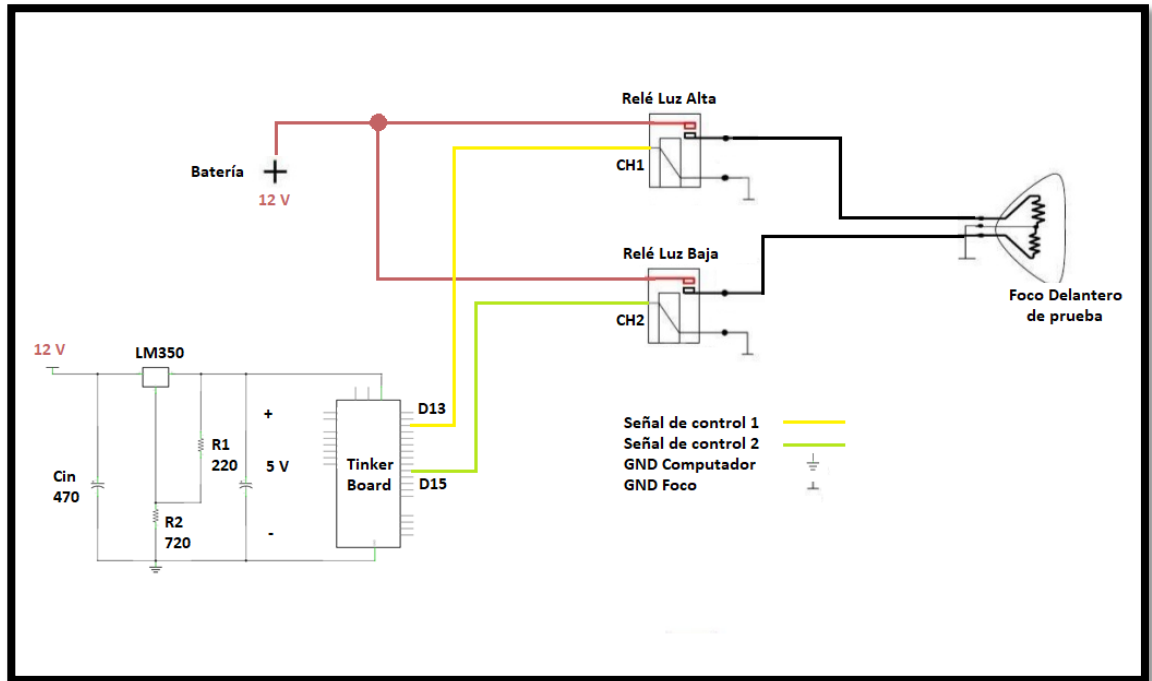 Relé Luz Alta
CH1
Batería
12 V
Relé Luz Baja
CH2
Foco Delantero
de prueba
12 V
LM350
D13
+
R1
220
5 V
Tinker
Board
D15
Cin
470
R2
720
-
Señal de control 1
Señal de control 2
GND Computador
GND Foco